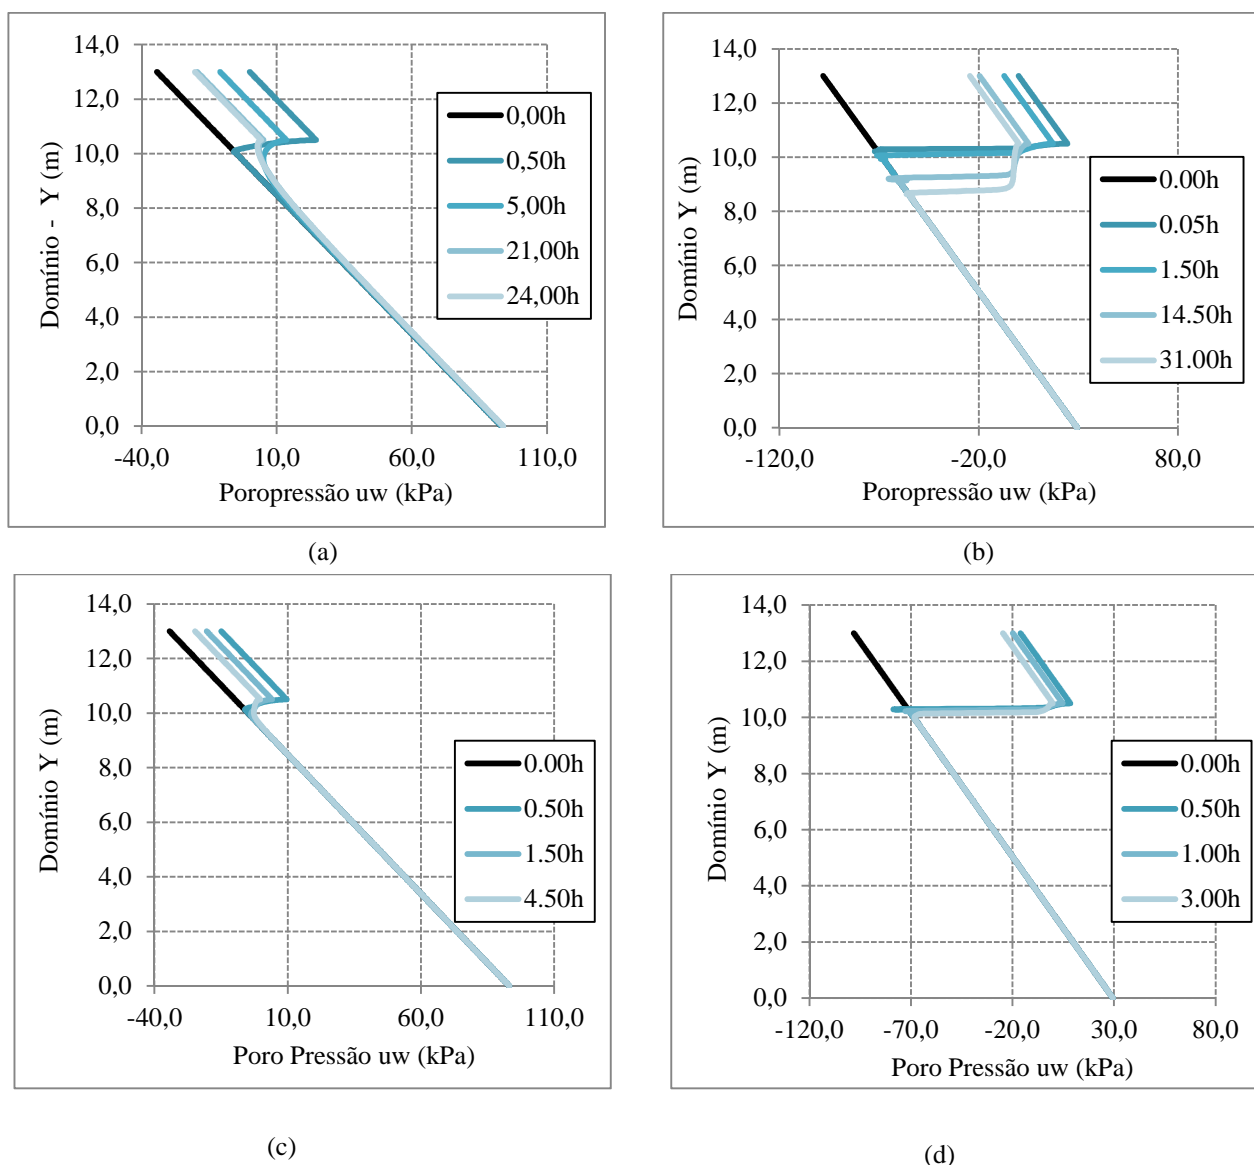 14,0
12,0
10,0
8,0
6,0
4,0
2,0
0,0
-40,0
10,0
60,0
110,0
Domínio - Y (m)
Poropressão uw (kPa)
0,00h
0,50h
5,00h
21,00h
24,00h
(a)
14,0
12,0
10,0
8,0
6,0
4,0
2,0
0,0
-120,0
-20,0
80,0
Domínio Y (m)
Poropressão uw (kPa)
0.00h
0.05h
1.50h
14.50h
31.00h
(b)
14,0
12,0
10,0
8,0
6,0
4,0
2,0
0,0
-40,0
10,0
60,0
110,0
Domínio Y (m)
Poro Pressão uw (kPa)
0.00h
0.50h
1.50h
4.50h
(c)
14,0
12,0
10,0
8,0
6,0
4,0
2,0
0,0
-120,0
-70,0
-20,0
30,0
80,0
Domínio Y (m)
Poro Pressão uw (kPa)
0.00h
0.50h
1.00h
3.00h
(d)